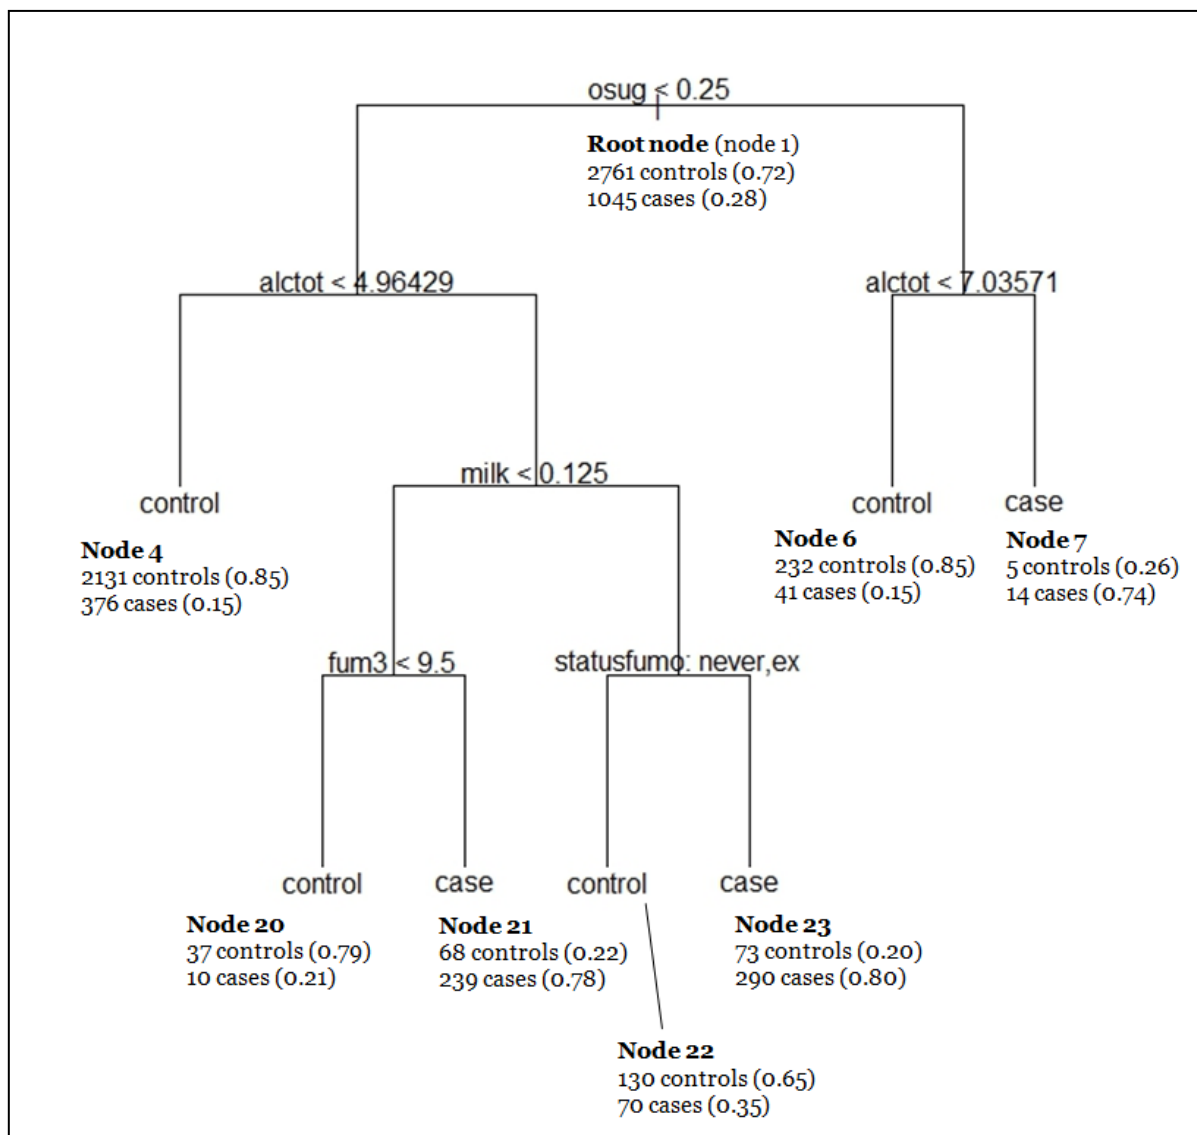 osug < 0.25
Root node (node 1)
2761 controls (0.72)
1045 cases (0.28)
alctot < 4.96429
alctot < 7.03571
milk < 0.125
control
Node 4
2131 controls (0.85)
376 cases (0.15)
control
Node 6
232 controls (0.85)
41 cases (0.15)
case
Node 7
5 controls (0.26)
14 cases (0.74)
fum3 < 9.5
statusfumo: never,ex
control
Node 20
37 controls (0.79)
10 cases (0.21)
case
Node 21
68 controls (0.22)
239 cases (0.78)
control
case
Node 23
73 controls (0.20)
290 cases (0.80)
Node 22
130 controls (0.65)
70 cases (0.35)